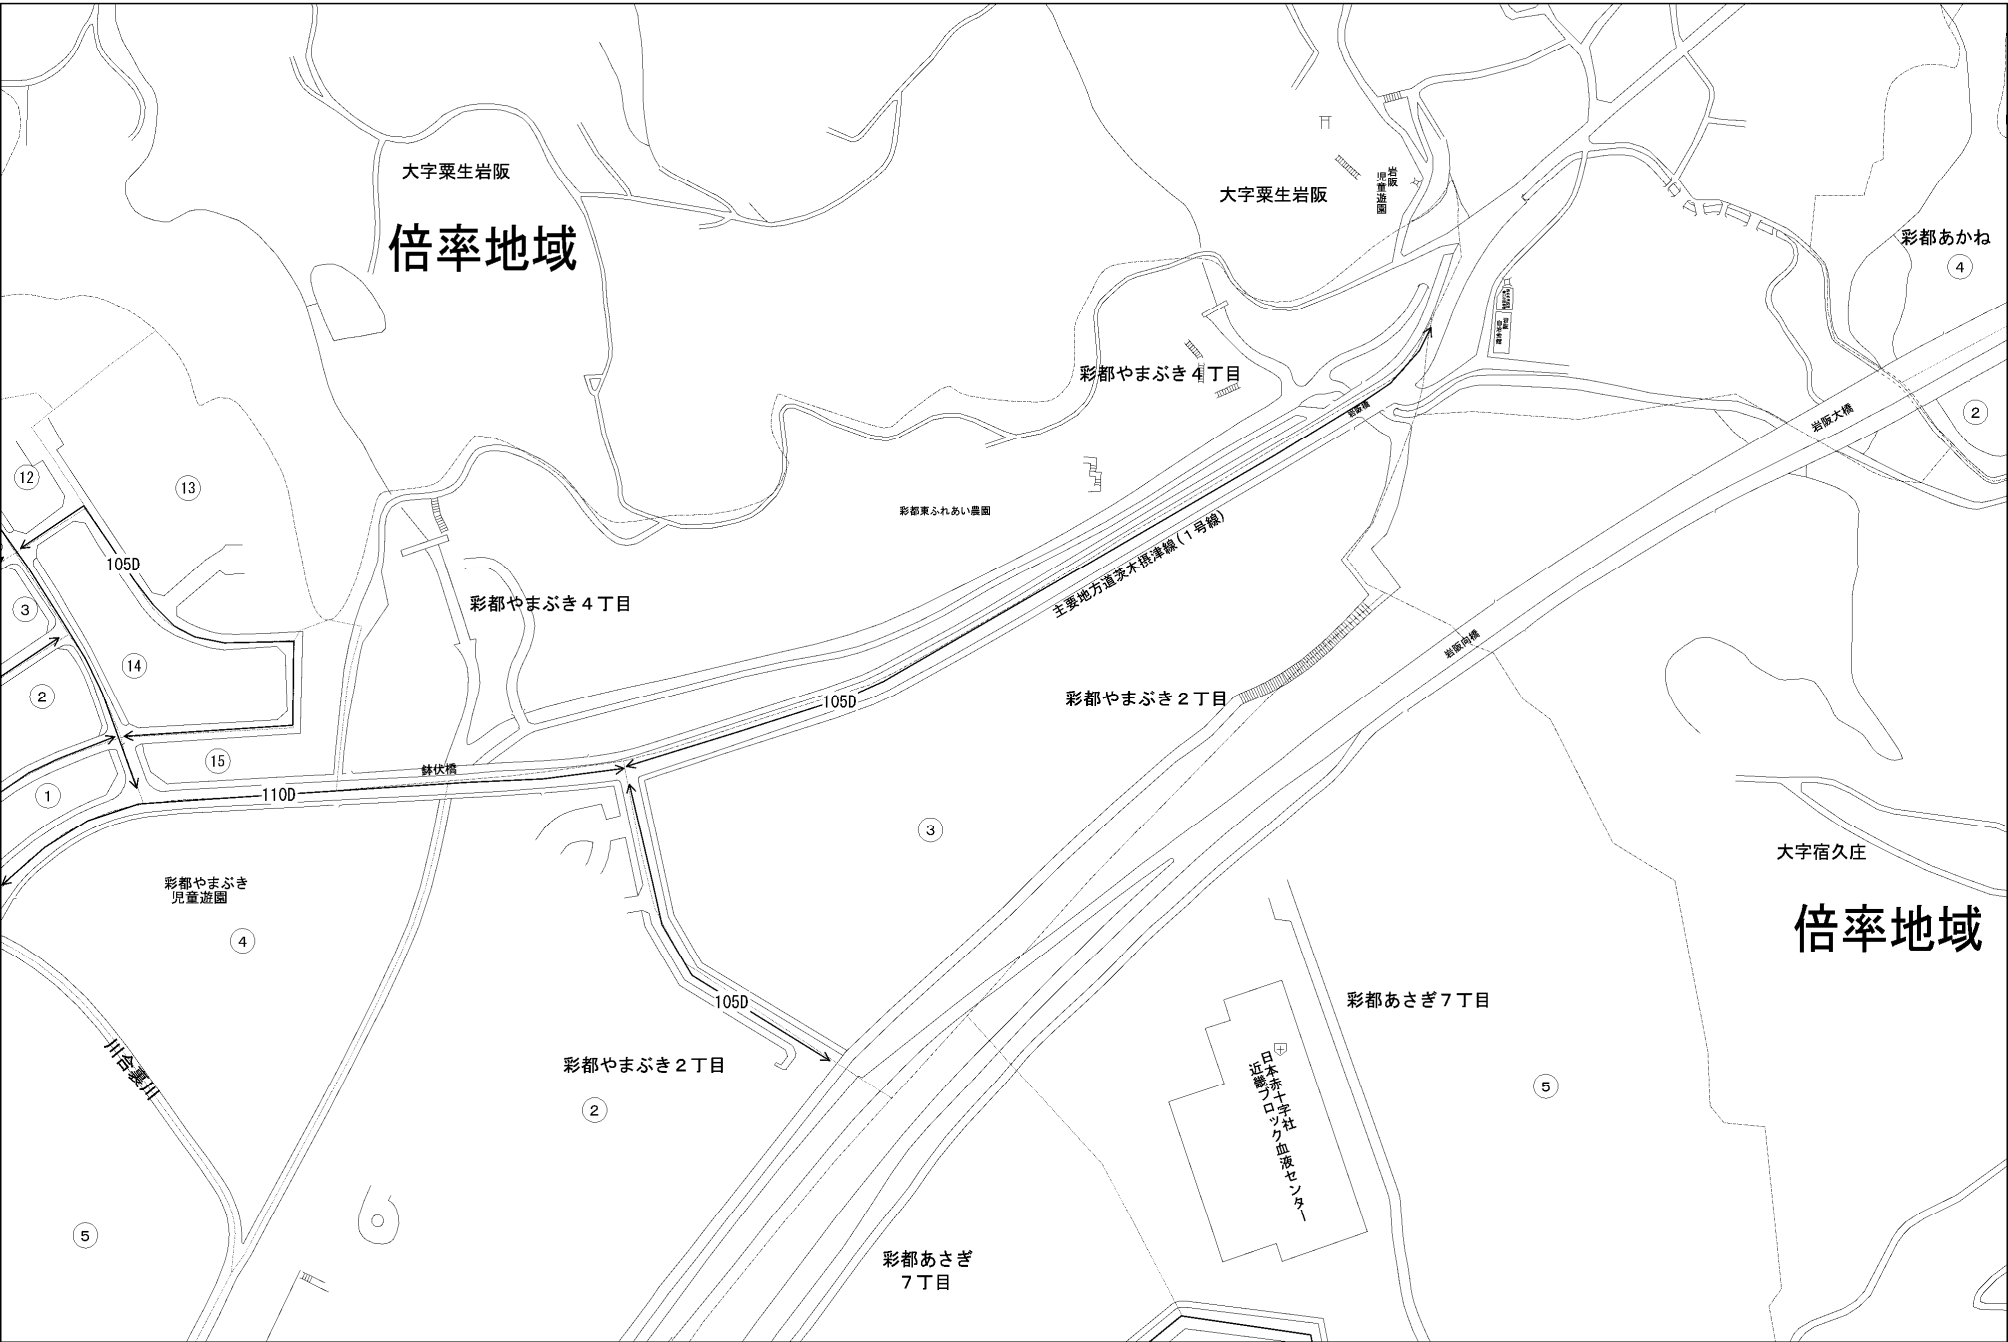 大字粟生岩阪
倍率地域
大字粟生岩阪
岩阪
児童遊園
彩都あかね
④
彩都やまぶき4丁目
岩阪橋
岩阪大橋
②
⑫
⑬
彩都東ふれあい農園
主要地方道茨木摂津線(1号線)
105D
彩都やまぶき4丁目
③
⑭
岩阪向橋
②
105D
彩都やまぶき2丁目
⑮
鉢伏橋
①
110D
③
大字宿久庄
倍率地域
彩都やまぶき
児童遊園
④
105D
彩都あさぎ7丁目
川合裏川
彩都やまぶき2丁目
②
日本赤十字社
近畿ブロック血液センター
⑤
⑤
彩都あさぎ
7丁目